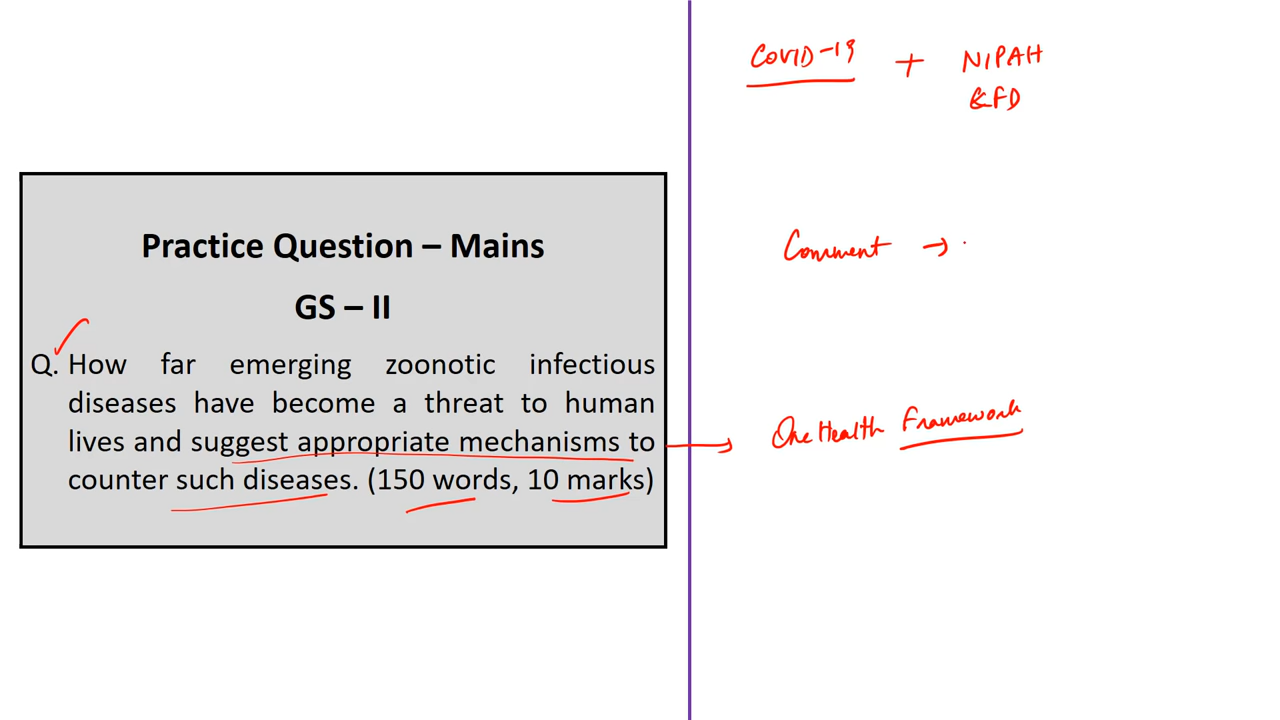 Practice Question – Mains
GS – II
Q. How far emerging zoonotic infectious
diseases have become a threat to human
lives and suggest appropriate mechanisms to
counter such diseases. (150 words, 10 marks)
COVID-19 + NIPAH
KFD
Comment →
One Health Framework